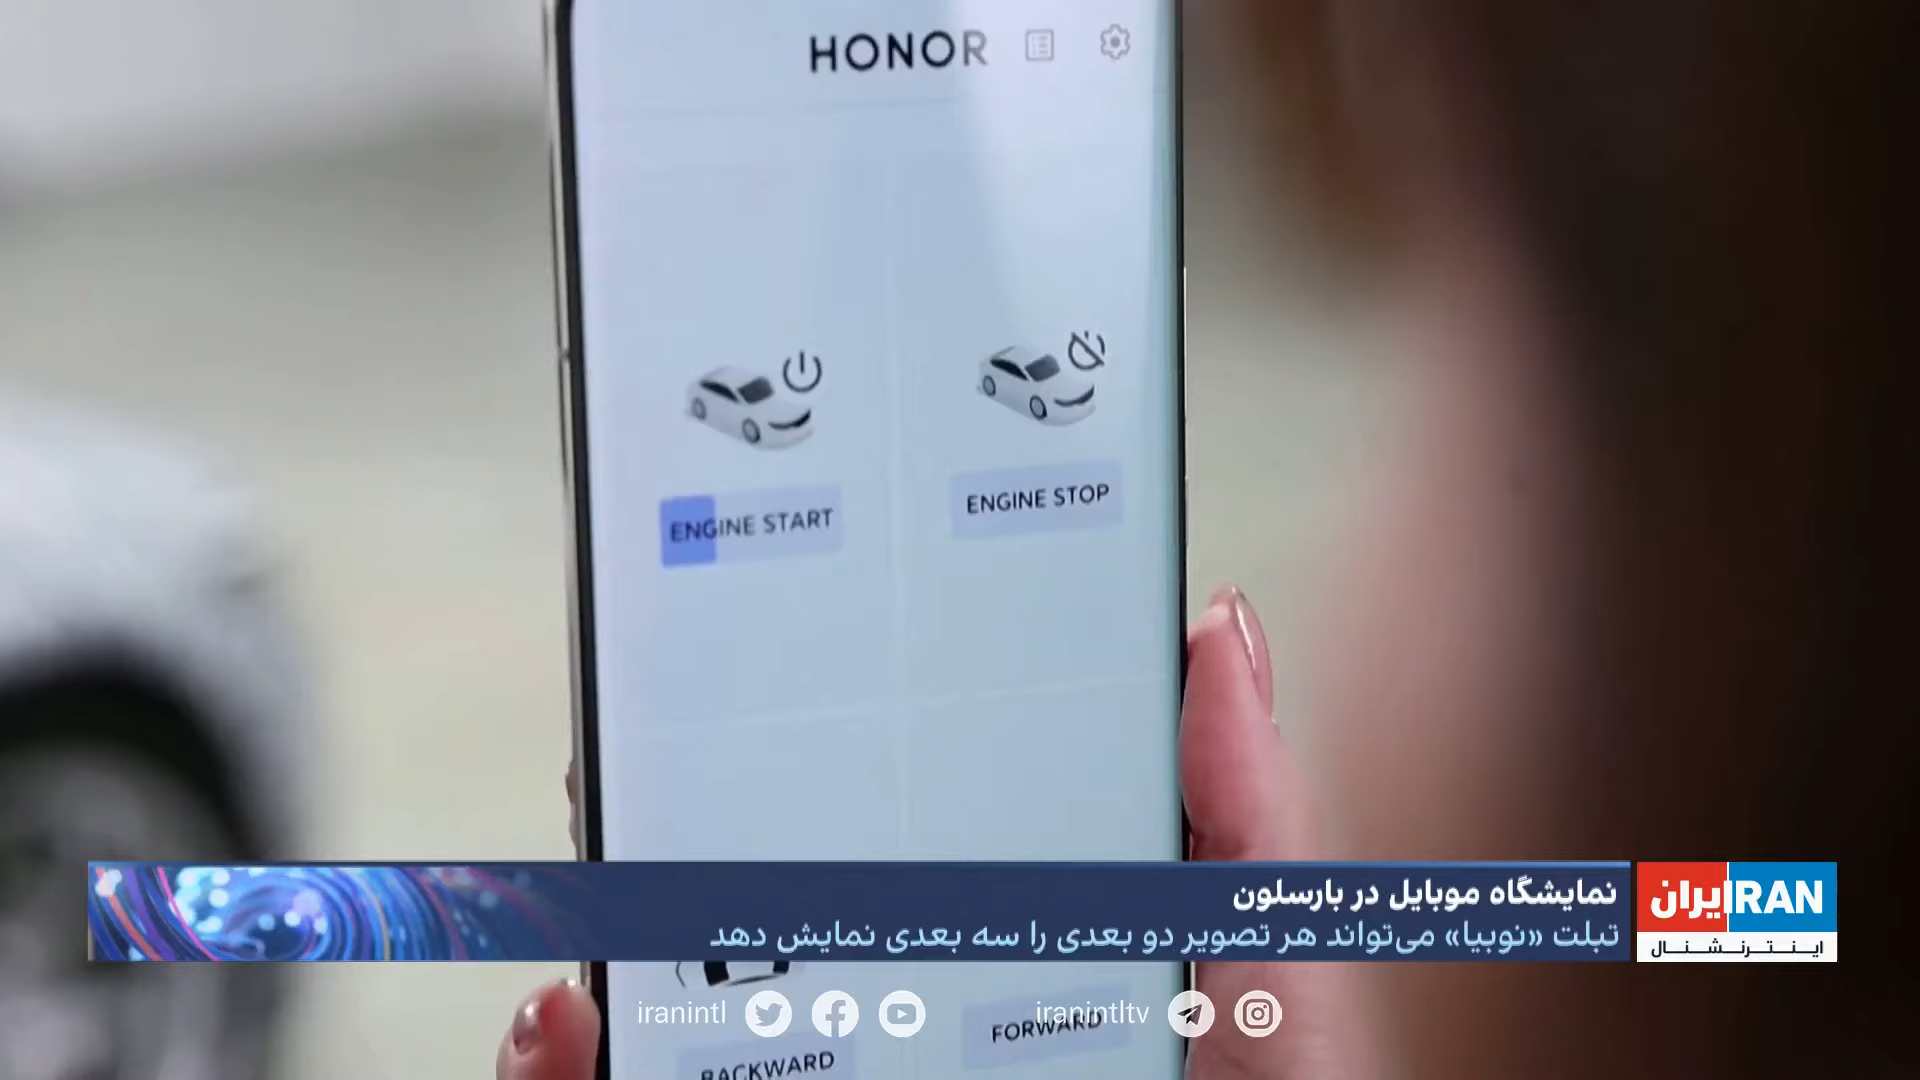 HONOR
ENGINE START
ENGINE STOP
نمایشگاه موبایل در بارسلون
تبلت «نوبیا» می‌تواند هر تصویر دو بعدی را سه بعدی نمایش دهد
ایران IRAN
اینترنشنال
iranintl
iranintltv
BACKWARD
FORWARD